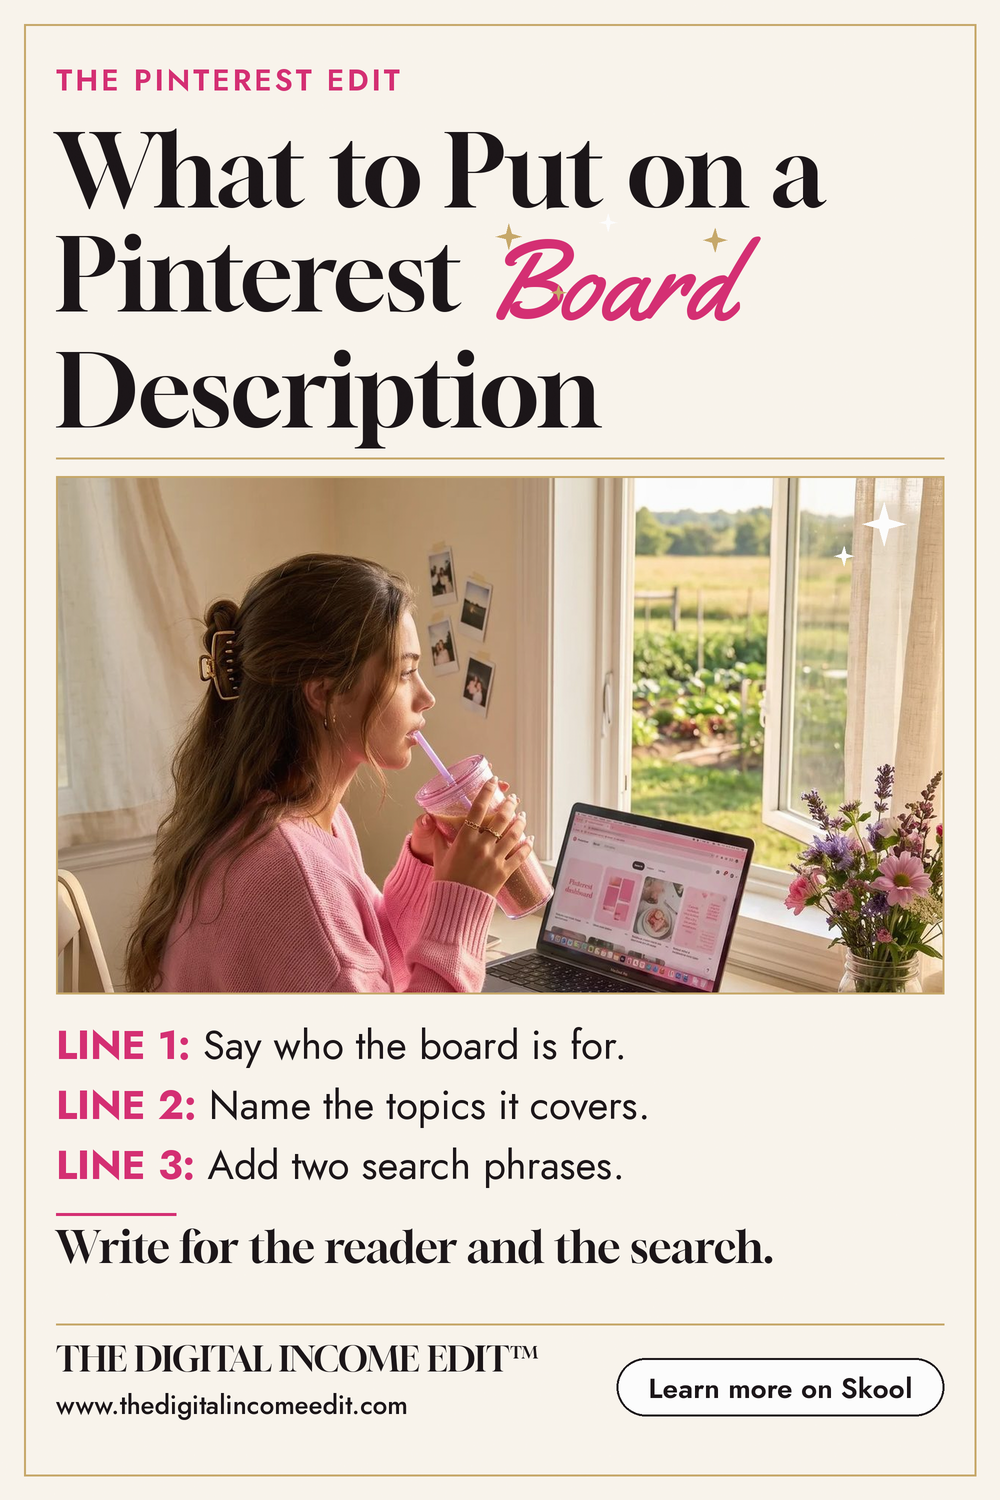 THE PINTEREST EDIT
What to Put on a
Pinterest Board
Description
Pinterest
dashboard
LINE 1: Say who the board is for.
LINE 2: Name the topics it covers.
LINE 3: Add two search phrases.
Write for the reader and the search.
THE DIGITAL INCOME EDIT™
www.thedigitalincomeedit.com
Learn more on Skool